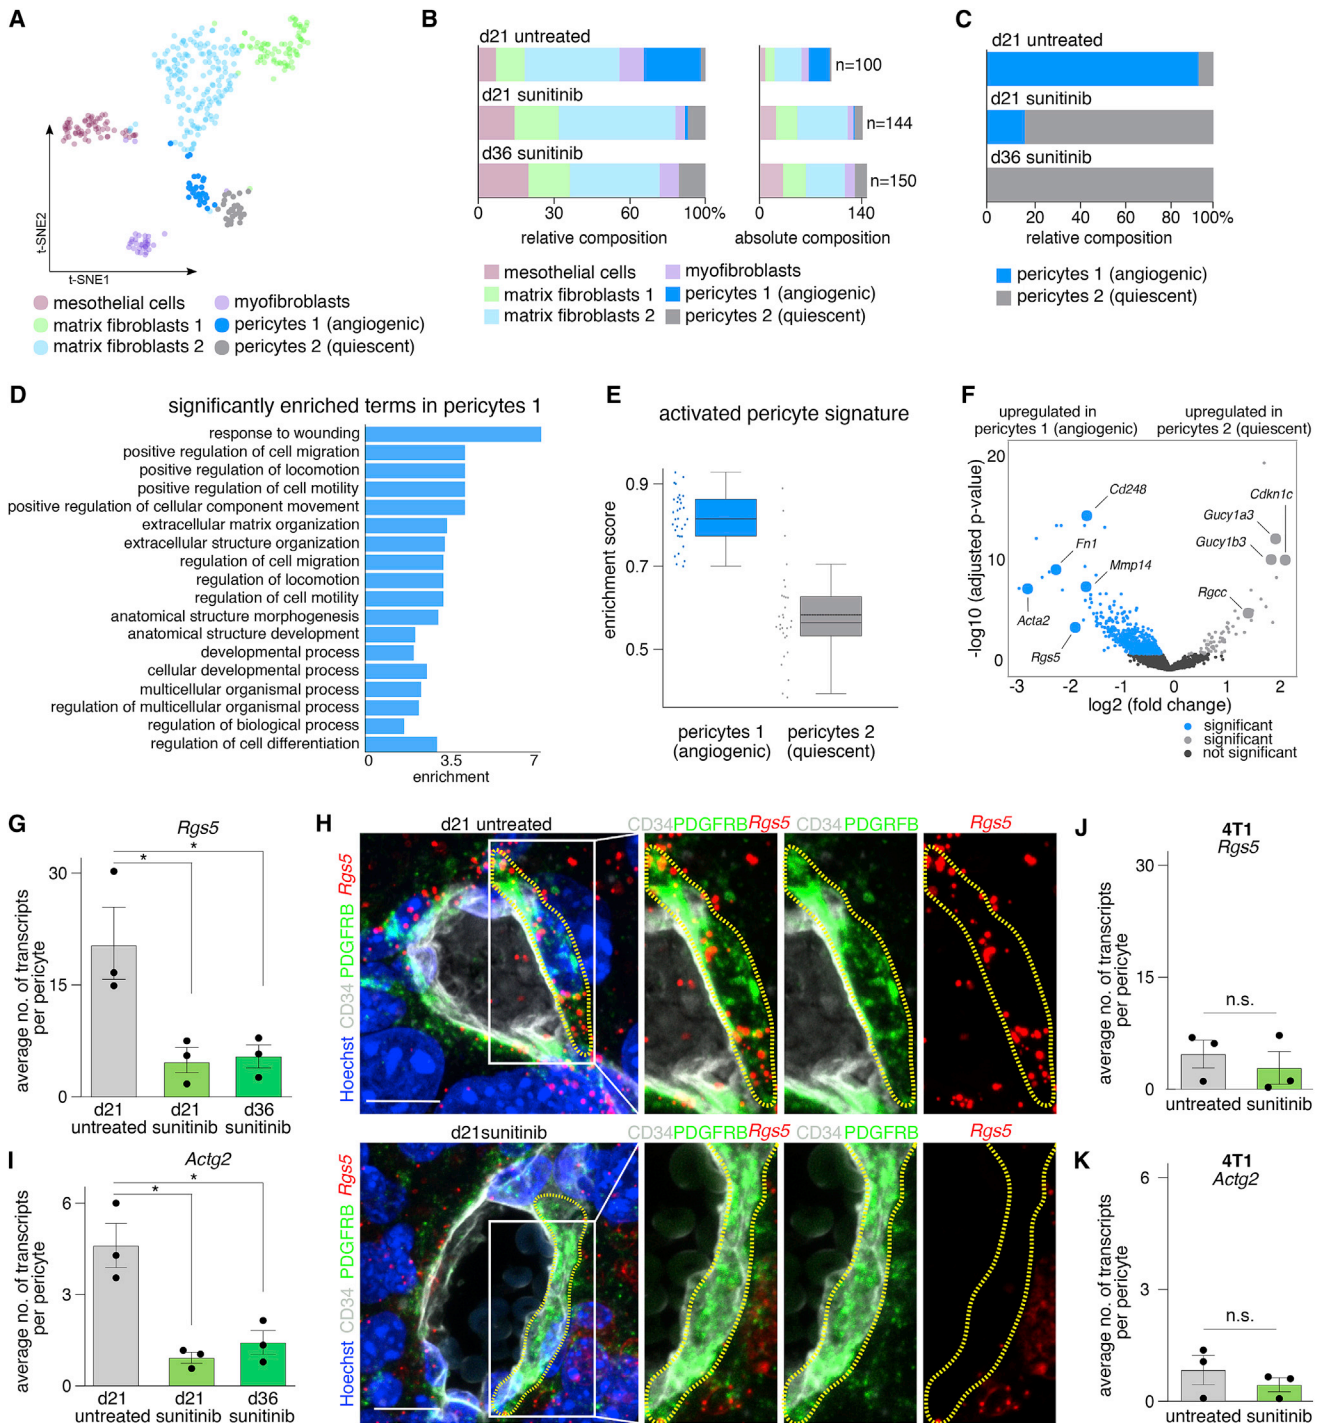 A
t-SNE2
t-SNE1
mesothelial cells
matrix fibroblasts 1
matrix fibroblasts 2
myofibroblasts
pericytes 1 (angiogenic)
pericytes 2 (quiescent)
B
d21 untreated
n=100
d21 sunitinib
n=144
d36 sunitinib
n=150
0 30 60 100%
0 140
relative composition
absolute composition
mesothelial cells
matrix fibroblasts 1
matrix fibroblasts 2
myofibroblasts
pericytes 1 (angiogenic)
pericytes 2 (quiescent)
C
d21 untreated
d21 sunitinib
d36 sunitinib
0 20 40 60 80 100%
relative composition
pericytes 1 (angiogenic)
pericytes 2 (quiescent)
D
significantly enriched terms in pericytes 1
response to wounding
positive regulation of cell migration
positive regulation of locomotion
positive regulation of cell motility
positive regulation of cellular component movement
extracellular matrix organization
extracellular structure organization
regulation of cell migration
regulation of locomotion
regulation of cell motility
anatomical structure morphogenesis
anatomical structure development
developmental process
cellular developmental process
multicellular organismal process
regulation of multicellular organismal process
regulation of biological process
regulation of cell differentiation
0 3.5 7
enrichment
E
activated pericyte signature
enrichment score
0.9
0.7
0.5
pericytes 1
(angiogenic)
pericytes 2
(quiescent)
F
upregulated in
pericytes 1 (angiogenic)
upregulated in
pericytes 2 (quiescent)
-log10 (adjusted p-value)
20
10
0
Cd248
Fn1
Mmp14
Acta2
Rgs5
Cdkn1c
Gucy1a3
Gucy1b3
Rgcc
-3 -2 -1 0 1 2
log2 (fold change)
significant
significant
not significant
G
Rgs5
average no. of transcripts
per pericyte
30
15
0
*
*
d21
untreated
d21
sunitinib
d36
sunitinib
H
d21 untreated
Hoechst CD34 PDGFRB Rgs5
CD34PDGFRBRgs5
CD34 PDGRFB
Rgs5
d21sunitinib
Hoechst CD34 PDGFRB Rgs5
CD34PDGFRBRgs5
CD34PDGFRB
Rgs5
I
Actg2
average no. of transcripts
per pericyte
6
3
0
*
*
d21
untreated
d21
sunitinib
d36
sunitinib
J
4T1
Rgs5
average no. of transcripts
per pericyte
30
15
0
n.s.
untreated sunitinib
K
4T1
Actg2
average no. of transcripts
per pericyte
6
3
0
n.s.
untreated sunitinib